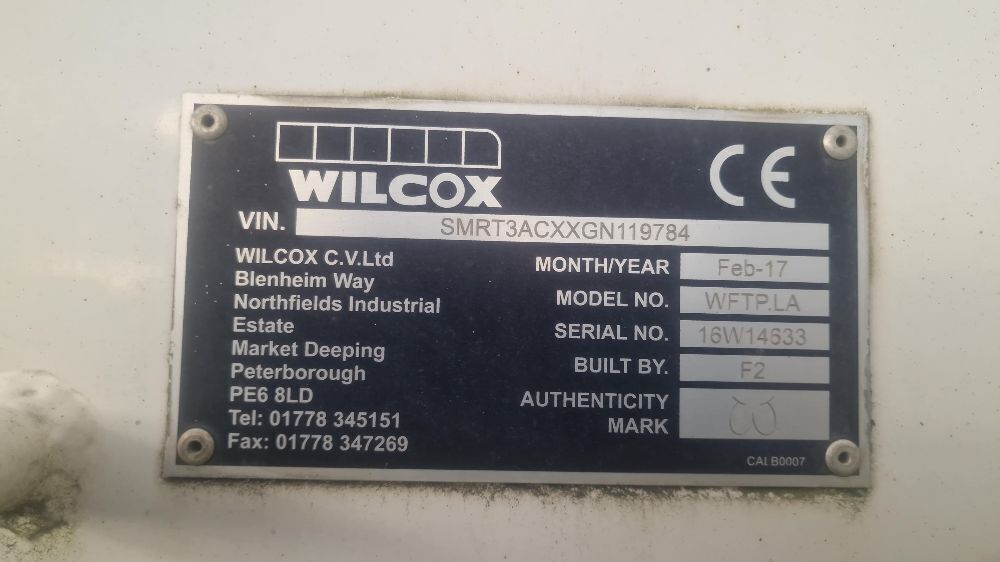 WILCOX
CE
VIN. SMRT3ACXXGN119784
WILCOX C.V.Ltd
Blenheim Way
Northfields Industrial
Estate
Market Deeping
Peterborough
PE6 8LD
Tel: 01778 345151
Fax: 01778 347269
MONTH/YEAR Feb-17
MODEL NO. WFTP.LA
SERIAL NO. 16W14633
BUILT BY. F2
AUTHENTICITY
MARK
CAL B0007